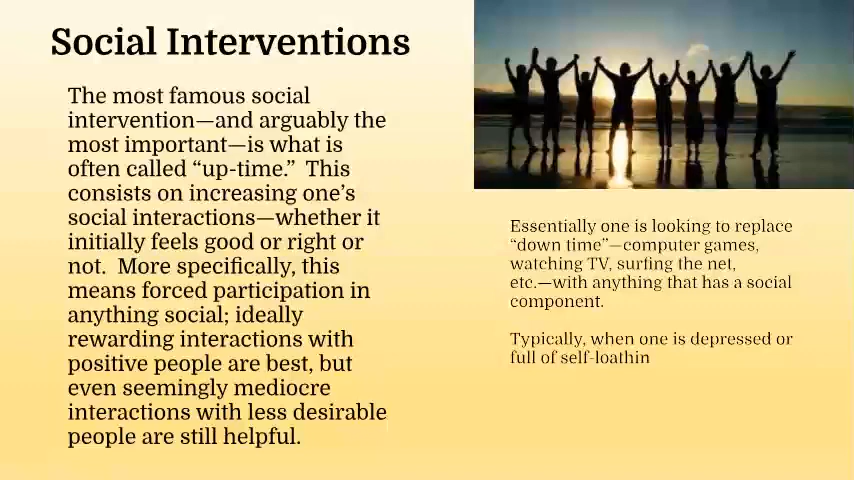 Social Interventions
The most famous social
intervention—and arguably the
most important—is what is
often called “up-time.”  This
consists on increasing one’s
social interactions—whether it
initially feels good or right or
not.  More specifically, this
means forced participation in
anything social; ideally
rewarding interactions with
positive people are best, but
even seemingly mediocre
interactions with less desirable
people are still helpful.
Essentially one is looking to replace
“down time”—computer games,
watching TV, surfing the net,
etc.—with anything that has a social
component.
Typically, when one is depressed or
full of self-loathin